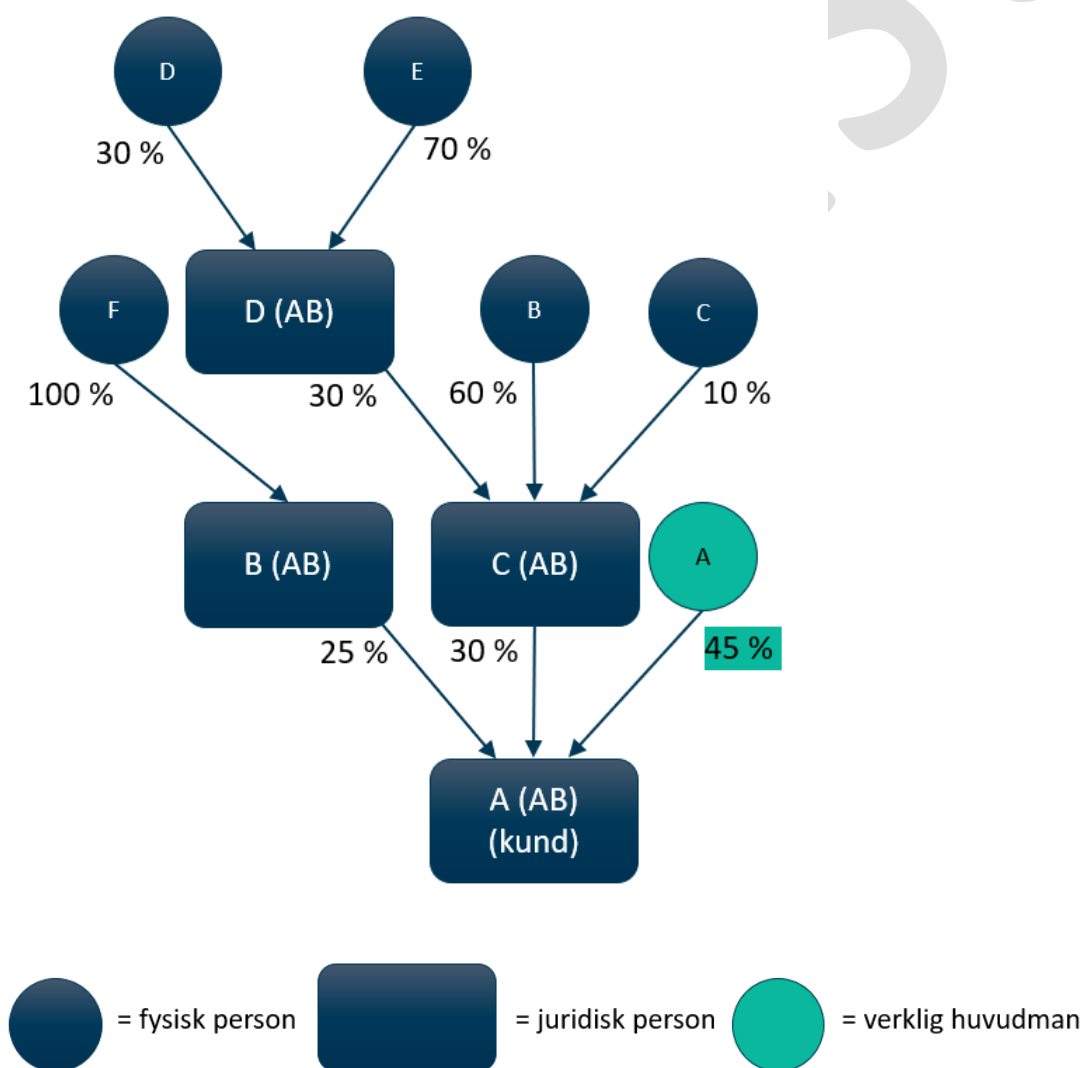 D
E
30 %
70 %
F
D (AB)
B
C
100 %
30 %
60 %
10 %
B (AB)
C (AB)
A
25 %
30 %
45 %
A (AB)
(kund)
= fysisk person
= juridisk person
= verklig huvudman